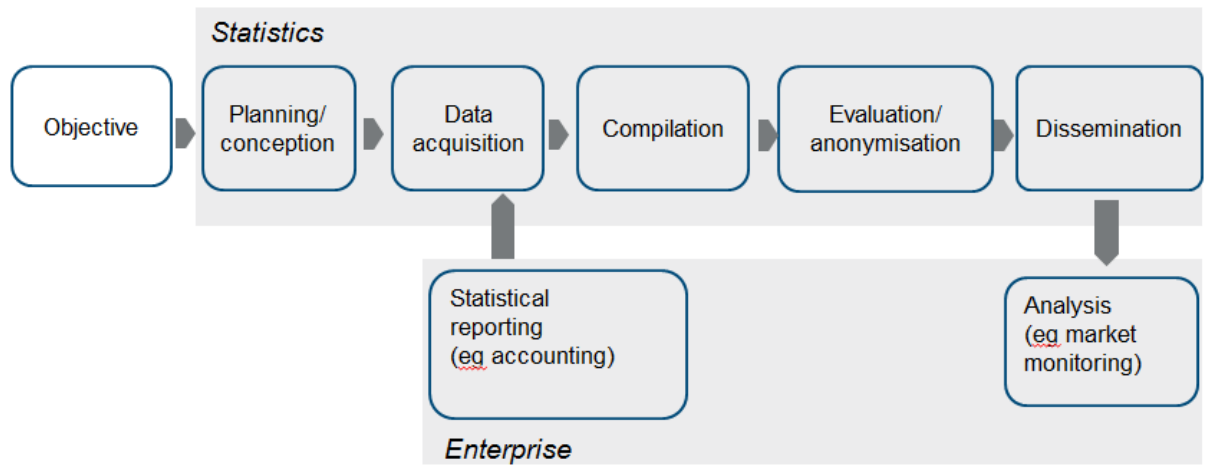 Statistics
Objective
Planning/
conception
Data
acquisition
Compilation
Evaluation/
anonymisation
Dissemination
Statistical
reporting
(eg accounting)
Analysis
(eg market
monitoring)
Enterprise